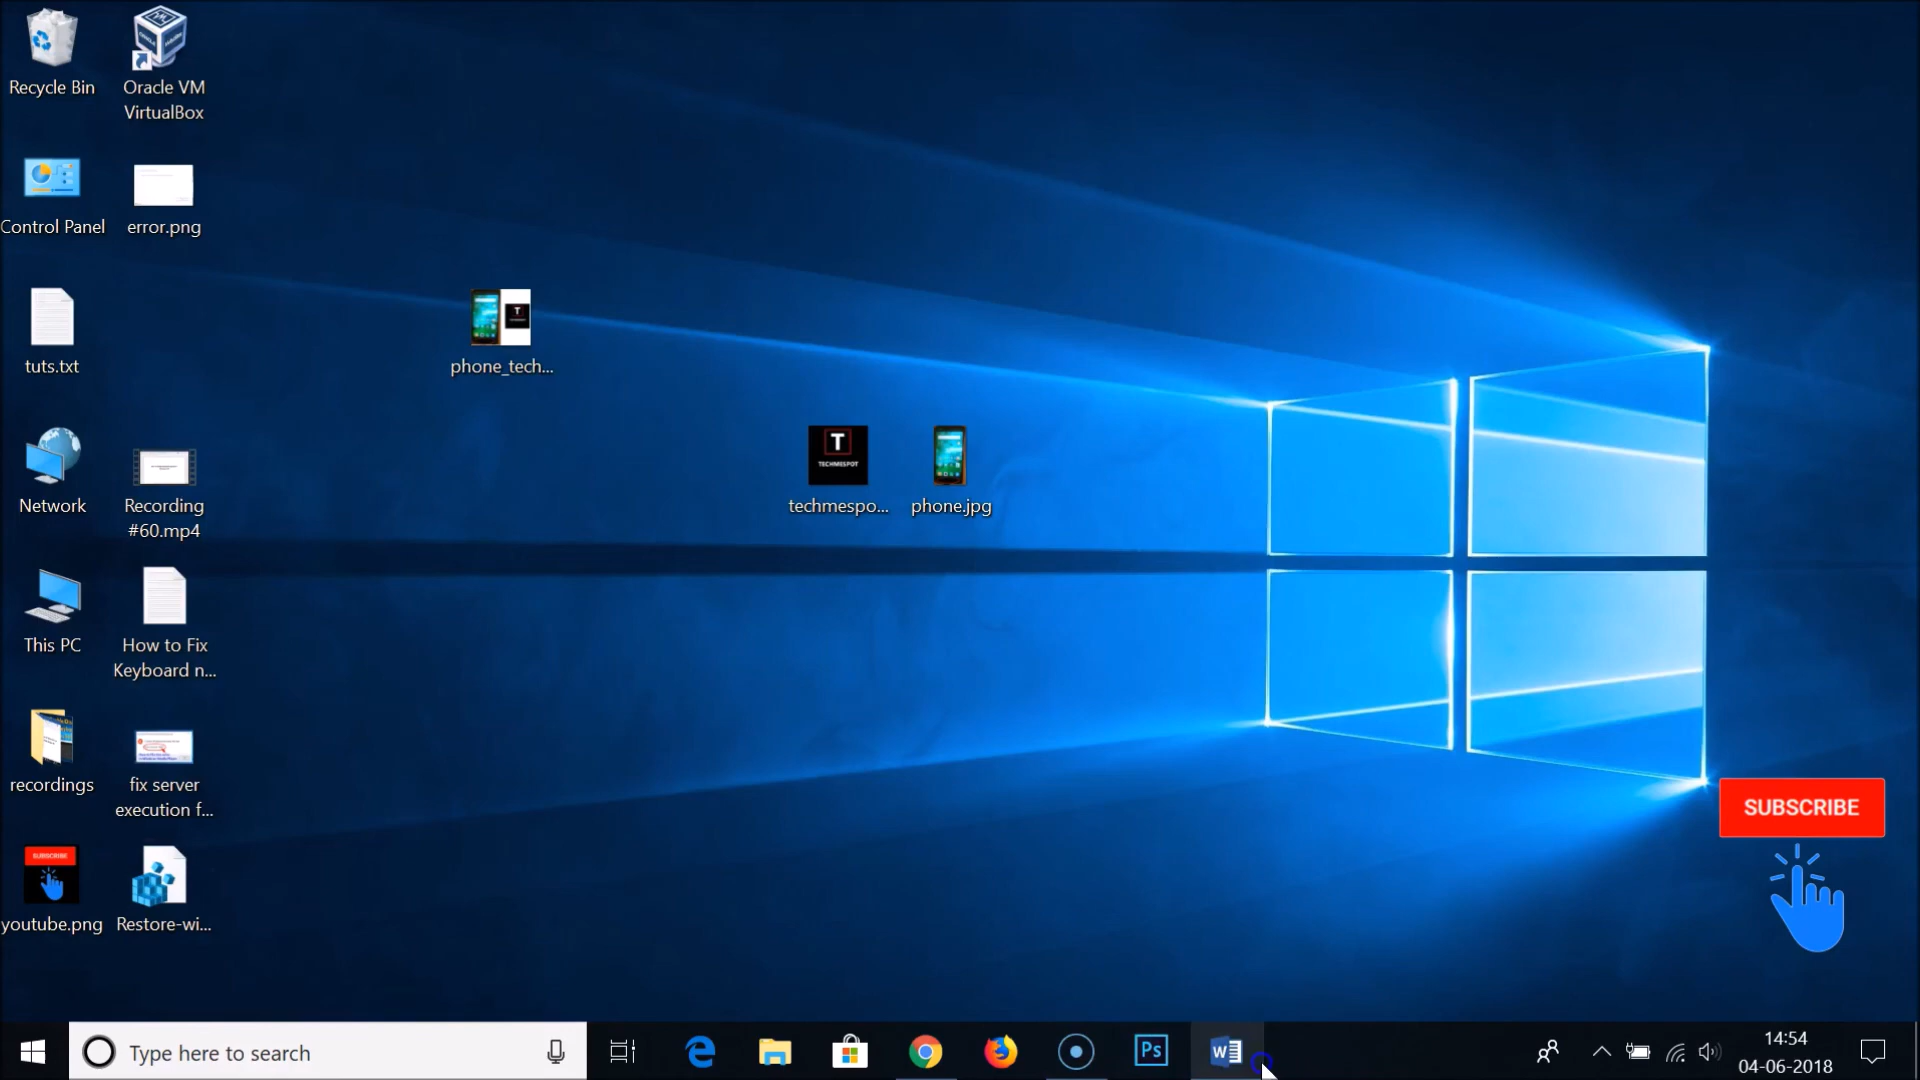 Recycle Bin
Oracle VM
VirtualBox
Control Panel
error.png
tuts.txt
phone_tech...
T
TECHMESPOT
techmespo...
phone.jpg
Network
Recording
#60.mp4
This PC
How to Fix
Keyboard n...
recordings
fix server
execution f...
SUBSCRIBE
youtube.png
Restore-wi...
SUBSCRIBE
Type here to search
Ps
W
14:54
04-06-2018